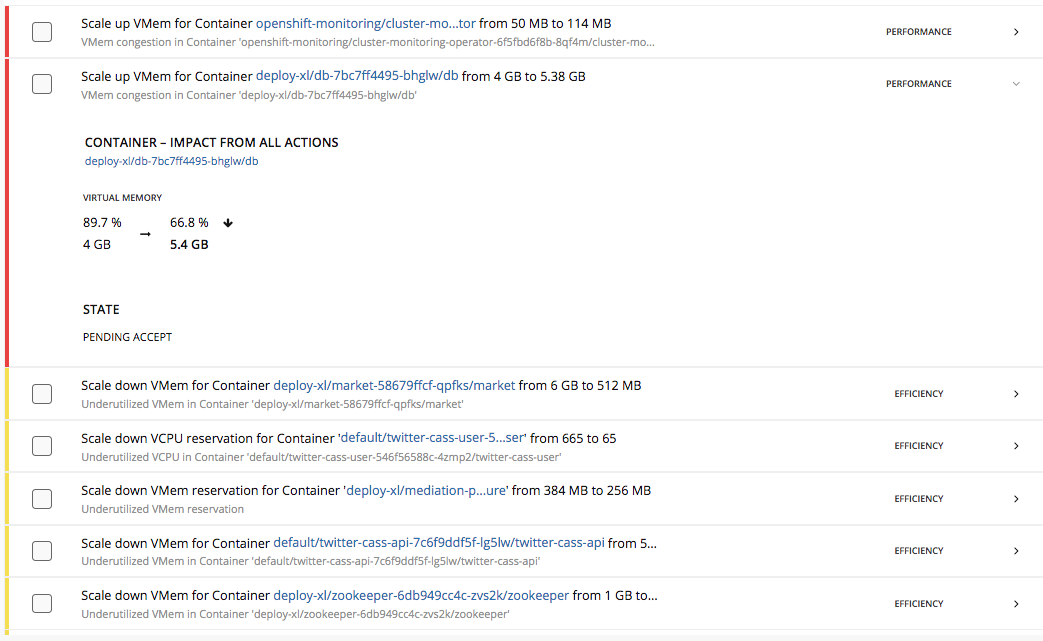 Scale up VMem for Container openshift-monitoring/cluster-mo...tor from 50 MB to 114 MB
PERFORMANCE
VMem congestion in Container 'openshift-monitoring/cluster-monitoring-operator-6f5fbd6f8b-8qf4m/cluster-mo...
Scale up VMem for Container deploy-xl/db-7bc7ff4495-bhglw/db from 4 GB to 5.38 GB
PERFORMANCE
VMem congestion in Container 'deploy-xl/db-7bc7ff4495-bhglw/db'
CONTAINER – IMPACT FROM ALL ACTIONS
deploy-xl/db-7bc7ff4495-bhglw/db
VIRTUAL MEMORY
89.7 % → 66.8 % ↓
4 GB 5.4 GB
STATE
PENDING ACCEPT
Scale down VMem for Container deploy-xl/market-58679ffcf-qpfks/market from 6 GB to 512 MB
EFFICIENCY
Underutilized VMem in Container 'deploy-xl/market-58679ffcf-qpfks/market'
Scale down VCPU reservation for Container 'default/twitter-cass-user-5...ser' from 665 to 65
EFFICIENCY
Underutilized VCPU in Container 'default/twitter-cass-user-546f56588c-4zmp2/twitter-cass-user'
Scale down VMem reservation for Container 'deploy-xl/mediation-p...ure' from 384 MB to 256 MB
EFFICIENCY
Underutilized VMem reservation
Scale down VMem for Container default/twitter-cass-api-7c6f9ddf5f-lg5lw/twitter-cass-api from 5...
EFFICIENCY
Underutilized VMem in Container 'default/twitter-cass-api-7c6f9ddf5f-lg5lw/twitter-cass-api'
Scale down VMem for Container deploy-xl/zookeeper-6db949cc4c-zvs2k/zookeeper from 1 GB to...
EFFICIENCY
Underutilized VMem in Container 'deploy-xl/zookeeper-6db949cc4c-zvs2k/zookeeper'